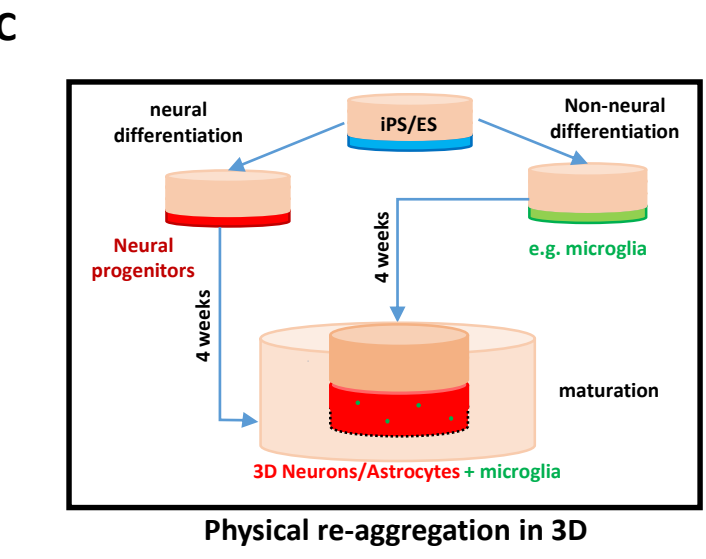 C
neural
differentiation
iPS/ES
Non-neural
differentiation
Neural
progenitors
e.g. microglia
4 weeks
4 weeks
maturation
3D Neurons/Astrocytes + microglia
Physical re-aggregation in 3D